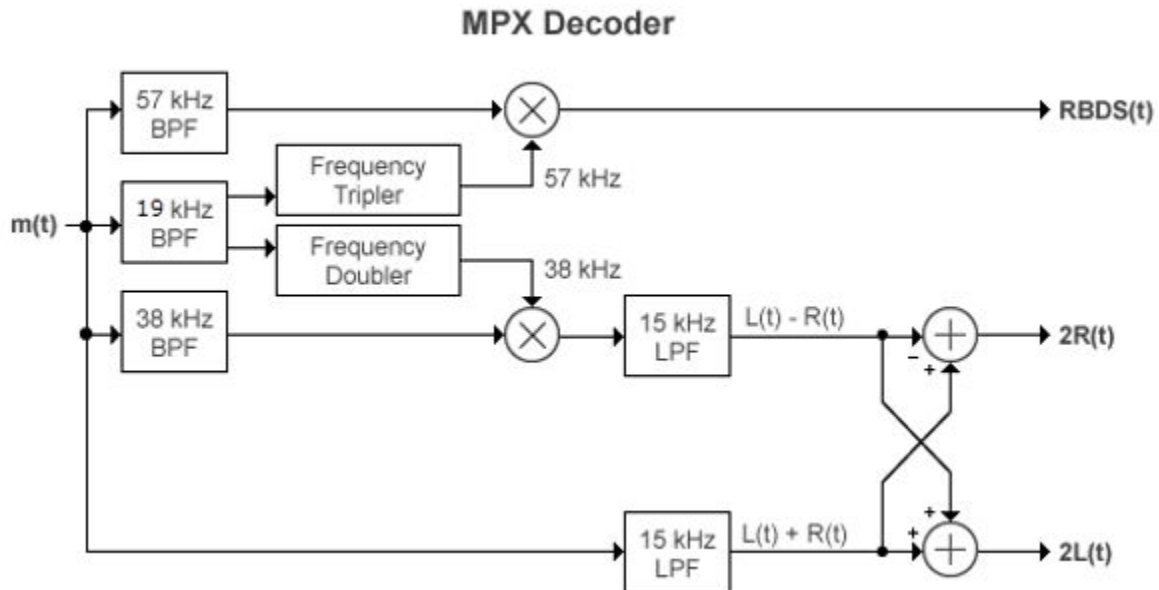 MPX Decoder
57 kHz
BPF
RBDS(t)
Frequency
Tripler
57 kHz
m(t)
19 kHz
BPF
Frequency
Doubler
38 kHz
38 kHz
BPF
15 kHz
LPF
L(t) - R(t)
2R(t)
-
+
+
+
15 kHz
LPF
L(t) + R(t)
2L(t)